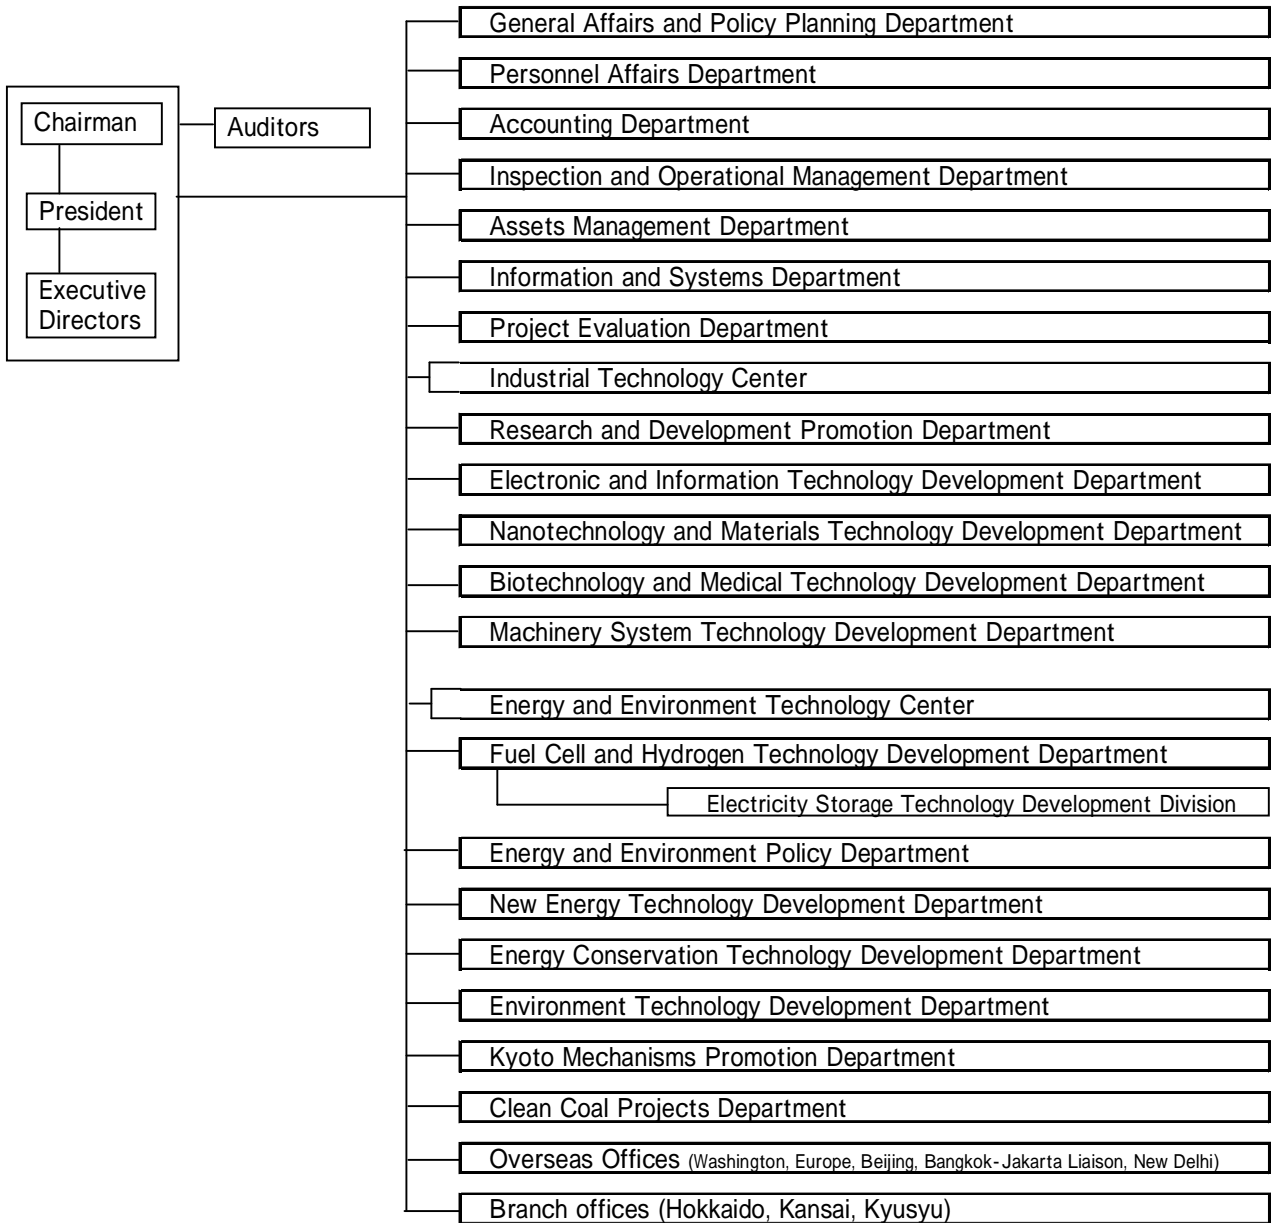 Chairman
President
Executive
Directors
Auditors
General Affairs and Policy Planning Department
Personnel Affairs Department
Accounting Department
Inspection and Operational Management Department
Assets Management Department
Information and Systems Department
Project Evaluation Department
Industrial Technology Center
Research and Development Promotion Department
Electronic and Information Technology Development Department
Nanotechnology and Materials Technology Development Department
Biotechnology and Medical Technology Development Department
Machinery System Technology Development Department
Energy and Environment Technology Center
Fuel Cell and Hydrogen Technology Development Department
Electricity Storage Technology Development Division
Energy and Environment Policy Department
New Energy Technology Development Department
Energy Conservation Technology Development Department
Environment Technology Development Department
Kyoto Mechanisms Promotion Department
Clean Coal Projects Department
Overseas Offices (Washington, Europe, Beijing, Bangkok-Jakarta Liaison, New Delhi)
Branch offices (Hokkaido, Kansai, Kyusyu)